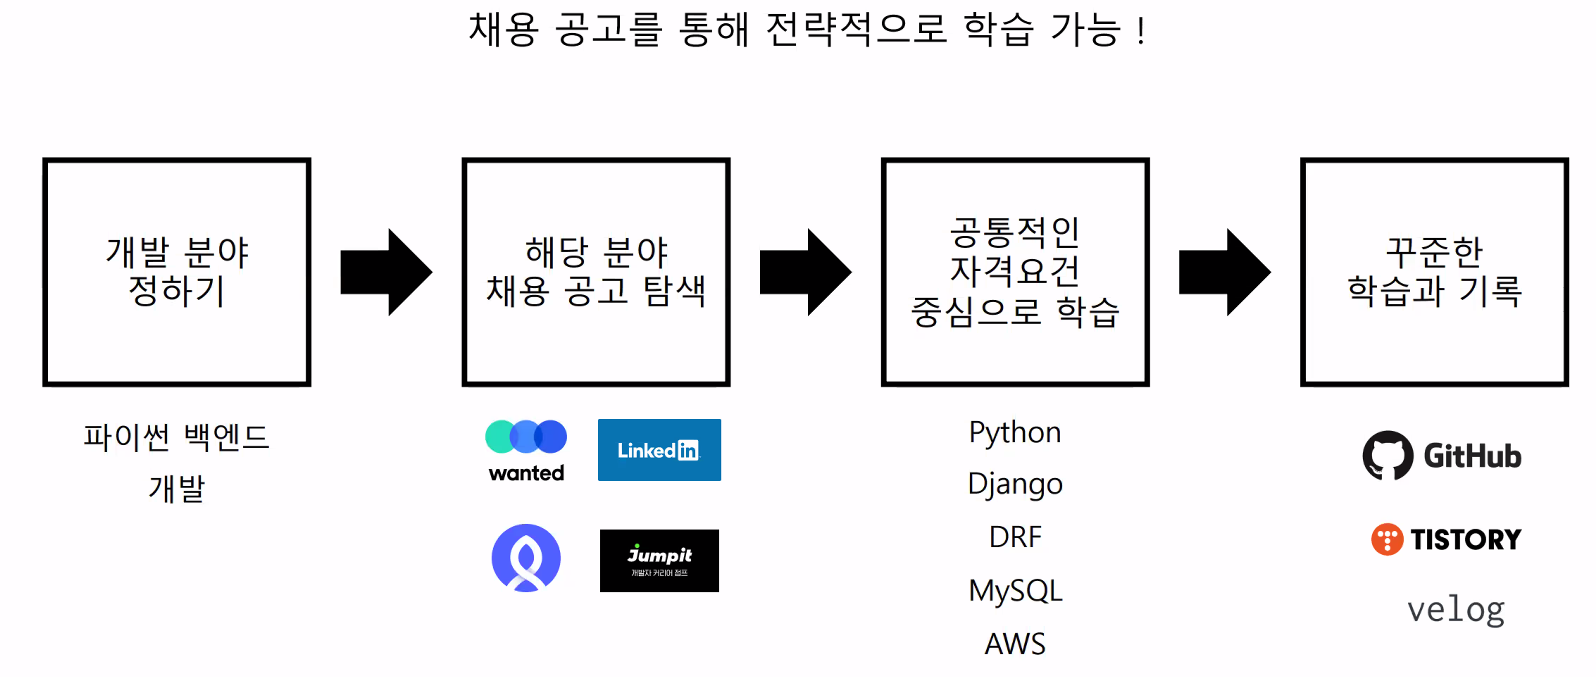 채용 공고를 통해 전략적으로 학습 가능 !
개발 분야
정하기
해당 분야
채용 공고 탐색
공통적인
자격요건
중심으로 학습
꾸준한
학습과 기록
파이썬 백엔드
개발
wanted
Linked in
Jumpit
개발자 커리어 점프
Python
Django
DRF
MySQL
AWS
GitHub
TISTORY
velog